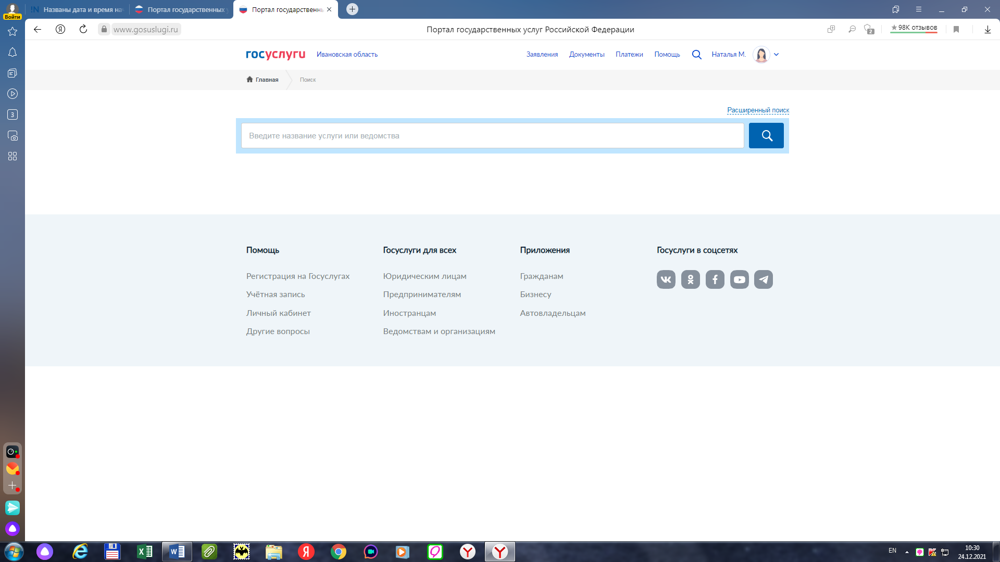 Войти
Названы дата и время на
Портал государственных
Портал государственнь
www.gosuslugi.ru
Портал государственных услуг Российской Федерации
98К отзывов
2
3
госуслуги
Ивановская область
Заявления
Документы
Платежи
Помощь
Наталья М.
Главная
Поиск
Расширенный поиск
Введите название услуги или ведомства
Помощь
Регистрация на Госуслугах
Учётная запись
Личный кабинет
Другие вопросы
Госуслуги для всех
Юридическим лицам
Предпринимателям
Иностранцам
Ведомствам и организациям
Приложения
Гражданам
Бизнесу
Автовладельцам
Госуслуги в соцсетях
EN
10:30
24.12.2021